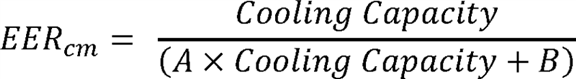 EER_cm = Cooling Capacity / (A × Cooling Capacity + B)